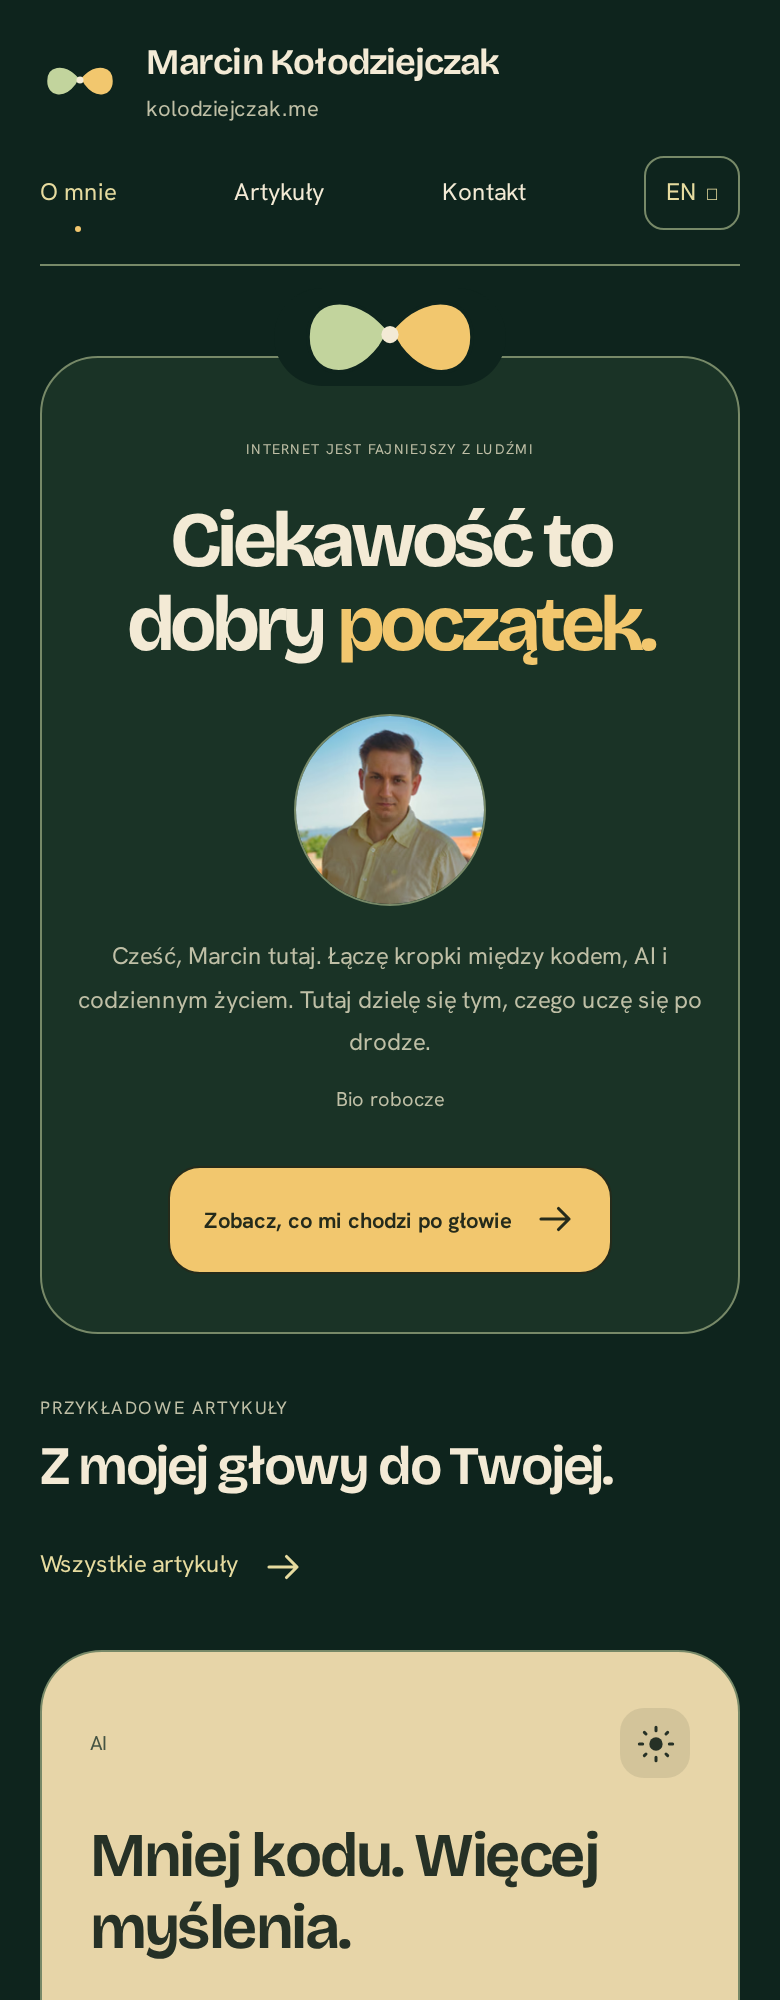 Marcin Kołodziejczak
kolodziejczak.me
O mnie
Artykuły
Kontakt
EN
INTERNET JEST FAJNIEJSZY Z LUDŹMI
Ciekawość to
dobry początek.
Cześć, Marcin tutaj. Łączę kropki między kodem, AI i
codziennym życiem. Tutaj dzielę się tym, czego uczę się po
drodze.
Bio robocze
Zobacz, co mi chodzi po głowie
PRZYKŁADOWE ARTYKUŁY
Z mojej głowy do Twojej.
Wszystkie artykuły
AI
Mniej kodu. Więcej
myślenia.